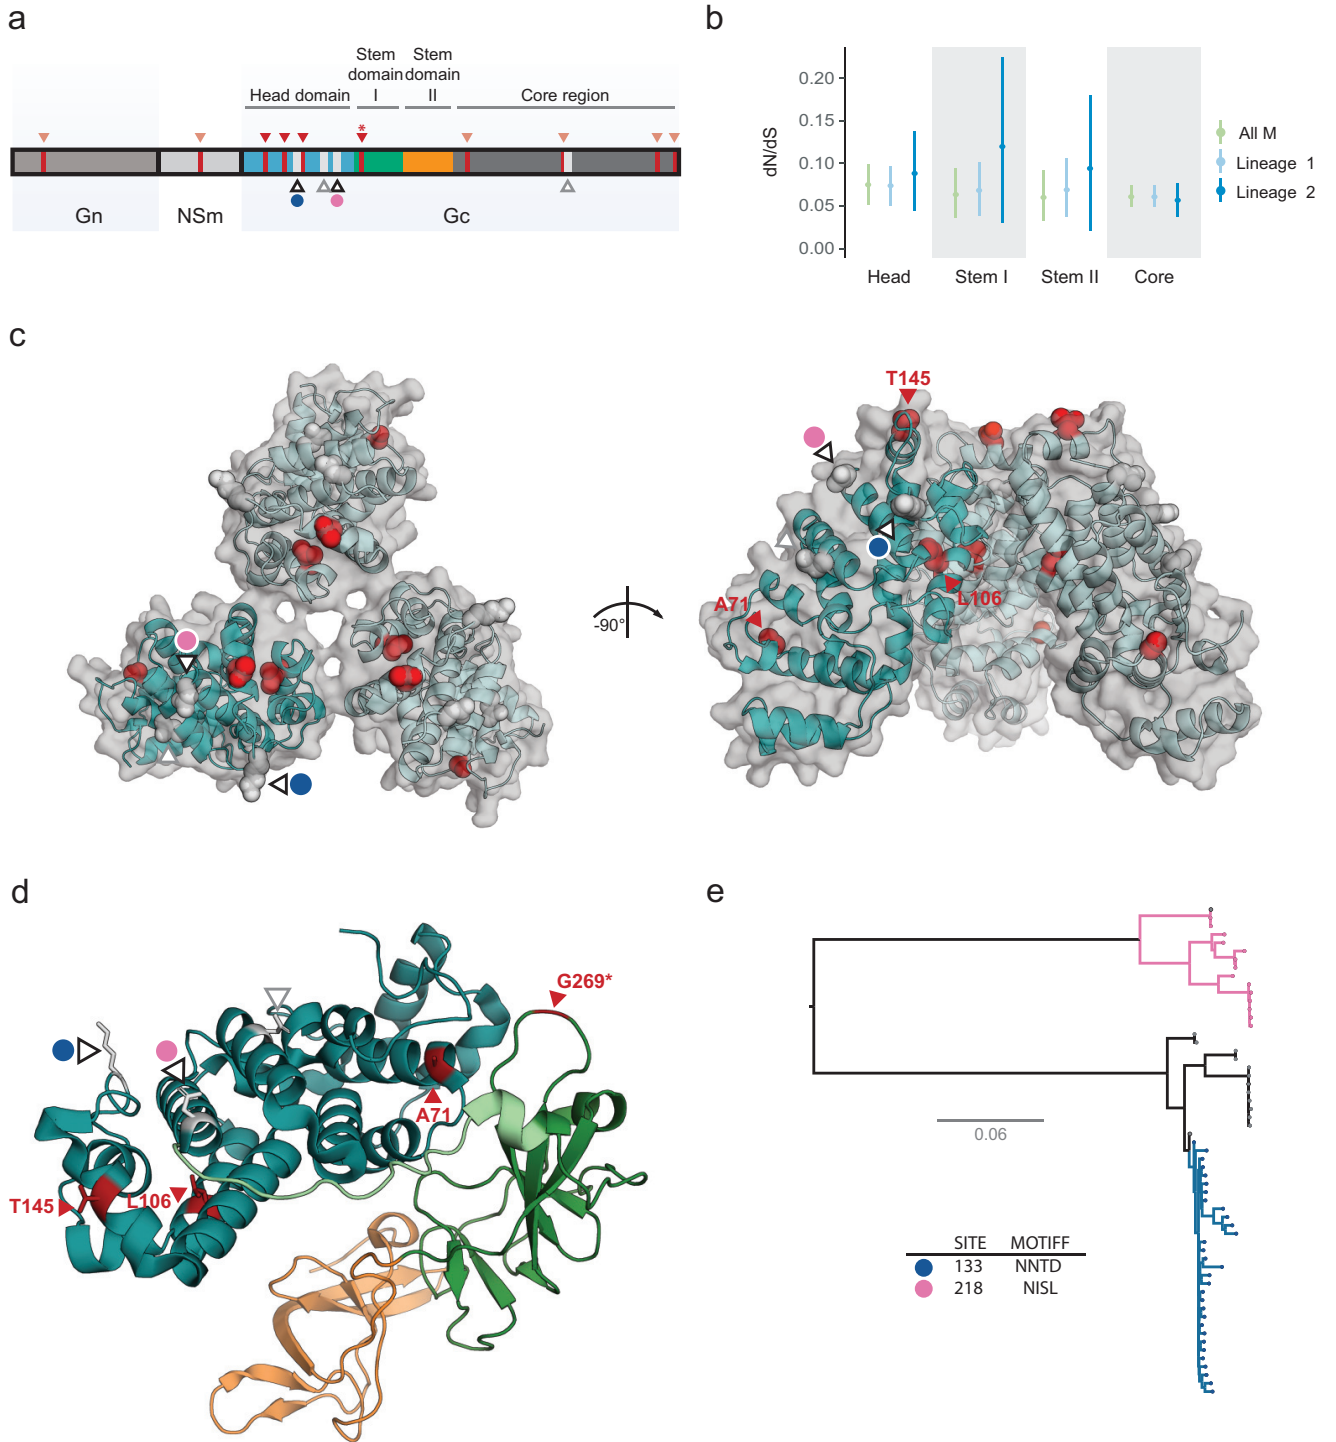 a
Stem domain I
Stem domain II
Head domain
Core region
*
Gn
NSm
Gc
b
dN/dS
0.20
0.15
0.10
0.05
0.00
Head
Stem I
Stem II
Core
All M
Lineage 1
Lineage 2
c
-90°
T145
A71
L106
d
G269*
A71
T145
L106
e
0.06
SITE MOTIFF
133 NNTD
218 NISL